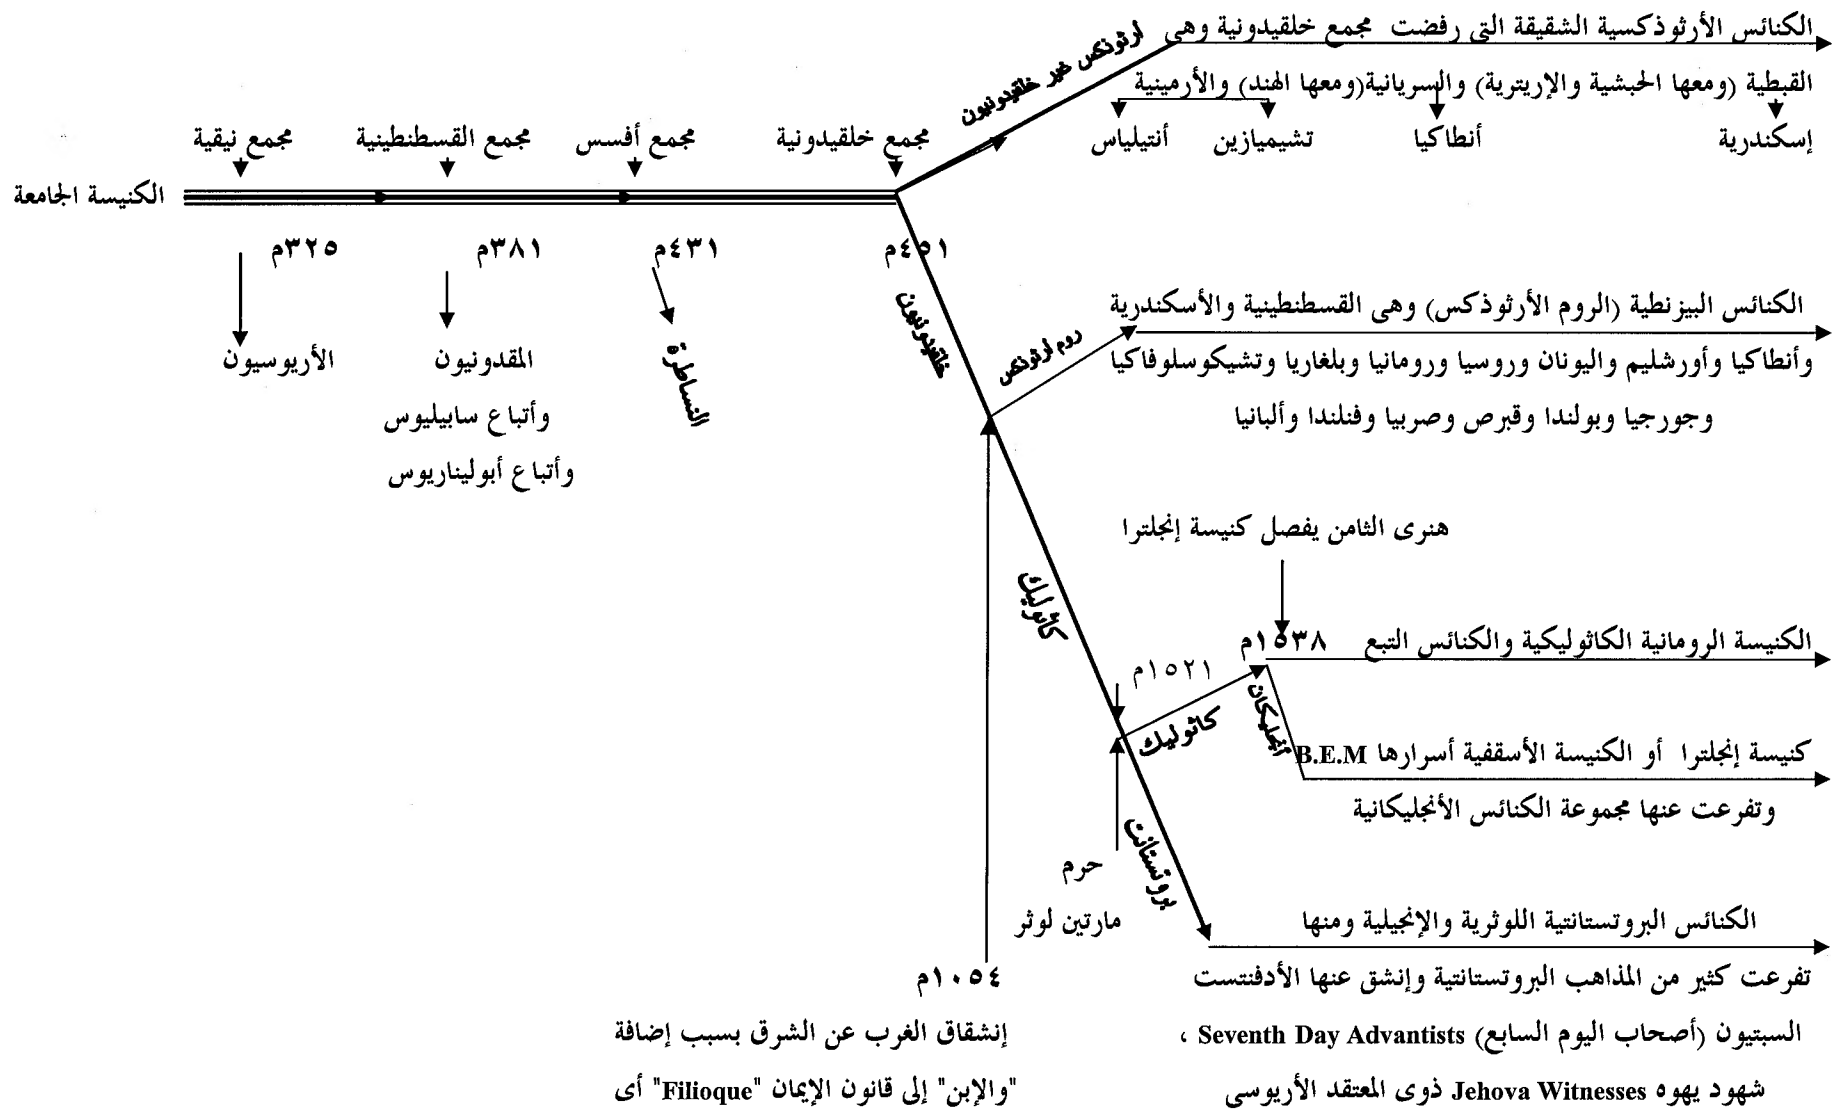 الكنائس الأرثوذكسية الشقيقة التى رفضت مجمع خلقيدونية وهى
القبطية (ومعها الحبشية والإريترية) والسريانية(ومعها الهند) والأرمينية
إسكندرية
أنطاكيا
تشيميازين
أنتيلياس
أرثوذكس غير خلقيدونيون
مجمع نيقية
مجمع القسطنطينية
مجمع أفسس
مجمع خلقيدونية
الكنيسة الجامعة
٣٢٥م
٣٨١م
٤٣١م
٤٥١م
الأريوسيون
المقدونيون
وأتباع سابيليوس
وأتباع أبوليناريوس
النساطرة
خلقيدونيون
روم أرثوذكس
الكنائس البيزنطية (الروم الأرثوذكس) وهى القسطنطينية والأسكندرية
وأنطاكيا وأورشليم واليونان وروسيا ورومانيا وبلغاريا وتشيكوسلوفاكيا
وجورجيا وبولندا وقبرص وصربيا وفنلندا وألبانيا
هنرى الثامن يفصل كنيسة إنجلترا
كاثوليك
١٥٣٨م
الكنيسة الرومانية الكاثوليكية والكنائس التبع
١٥٢١م
كاثوليك
أنجليكان
كنيسة إنجلترا أو الكنيسة الأسقفية أسرارها B.E.M
وتفرعت عنها مجموعة الكنائس الأنجليكانية
بروتستانت
حرم
مارتين لوثر
الكنائس البروتستانتية اللوثرية والإنجيلية ومنها
تفرعت كثير من المذاهب البروتستانتية وإنشق عنها الأدفنتست
السبتيون (أصحاب اليوم السابع) Seventh Day Advantists ،
شهود يهوه Jehova Witnesses ذوى المعتقد الأريوسى
١٠٥٤م
إنشقاق الغرب عن الشرق بسبب إضافة
"والإبن" إلى قانون الإيمان "Filioque" أى